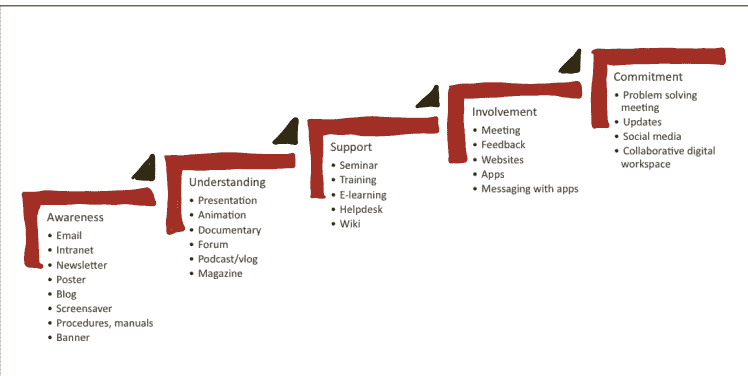 Awareness
• Email
• Intranet
• Newsletter
• Poster
• Blog
• Screensaver
• Procedures, manuals
• Banner
Understanding
• Presentation
• Animation
• Documentary
• Forum
• Podcast/vlog
• Magazine
Support
• Seminar
• Training
• E-learning
• Helpdesk
• Wiki
Involvement
• Meeting
• Feedback
• Websites
• Apps
• Messaging with apps
Commitment
• Problem solving
meeting
• Updates
• Social media
• Collaborative digital
workspace